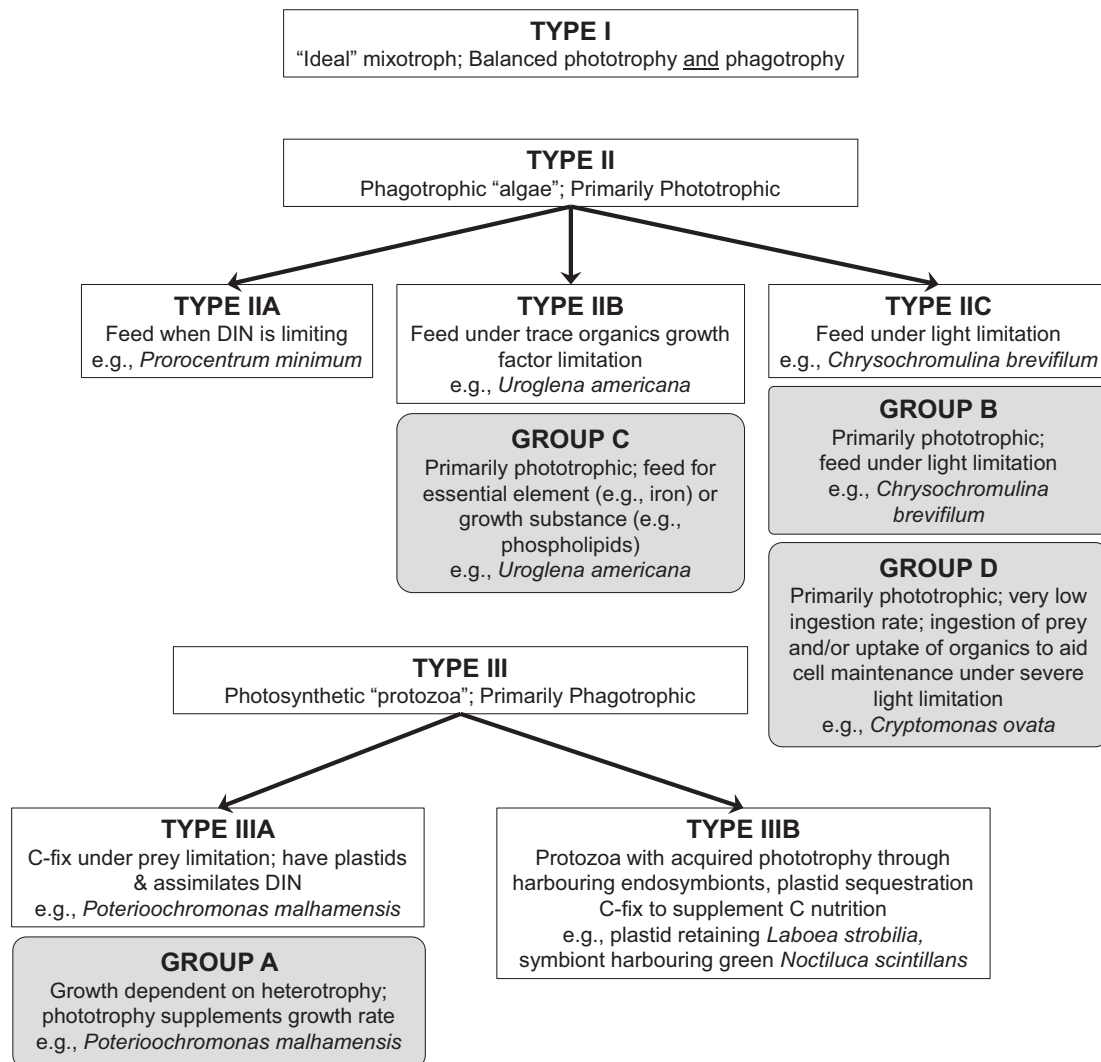 TYPE I
“Ideal” mixotroph; Balanced phototrophy and phagotrophy
TYPE II
Phagotrophic “algae”; Primarily Phototrophic
TYPE IIA
Feed when DIN is limiting
e.g., Prorocentrum minimum
TYPE IIB
Feed under trace organics growth
factor limitation
e.g., Uroglena americana
GROUP C
Primarily phototrophic; feed for
essential element (e.g., iron) or
growth substance (e.g.,
phospholipids)
e.g., Uroglena americana
TYPE IIC
Feed under light limitation
e.g., Chrysochromulina brevifilum
GROUP B
Primarily phototrophic;
feed under light limitation
e.g., Chrysochromulina
brevifilum
GROUP D
Primarily phototrophic; very low
ingestion rate; ingestion of prey
and/or uptake of organics to aid
cell maintenance under severe
light limitation
e.g., Cryptomonas ovata
TYPE III
Photosynthetic “protozoa”; Primarily Phagotrophic
TYPE IIIA
C-fix under prey limitation; have plastids
& assimilates DIN
e.g., Poterioochromonas malhamensis
GROUP A
Growth dependent on heterotrophy;
phototrophy supplements growth rate
e.g., Poterioochromonas malhamensis
TYPE IIIB
Protozoa with acquired phototrophy through
harbouring endosymbionts, plastid sequestration
C-fix to supplement C nutrition
e.g., plastid retaining Laboea strobilia,
symbiont harbouring green Noctiluca scintillans